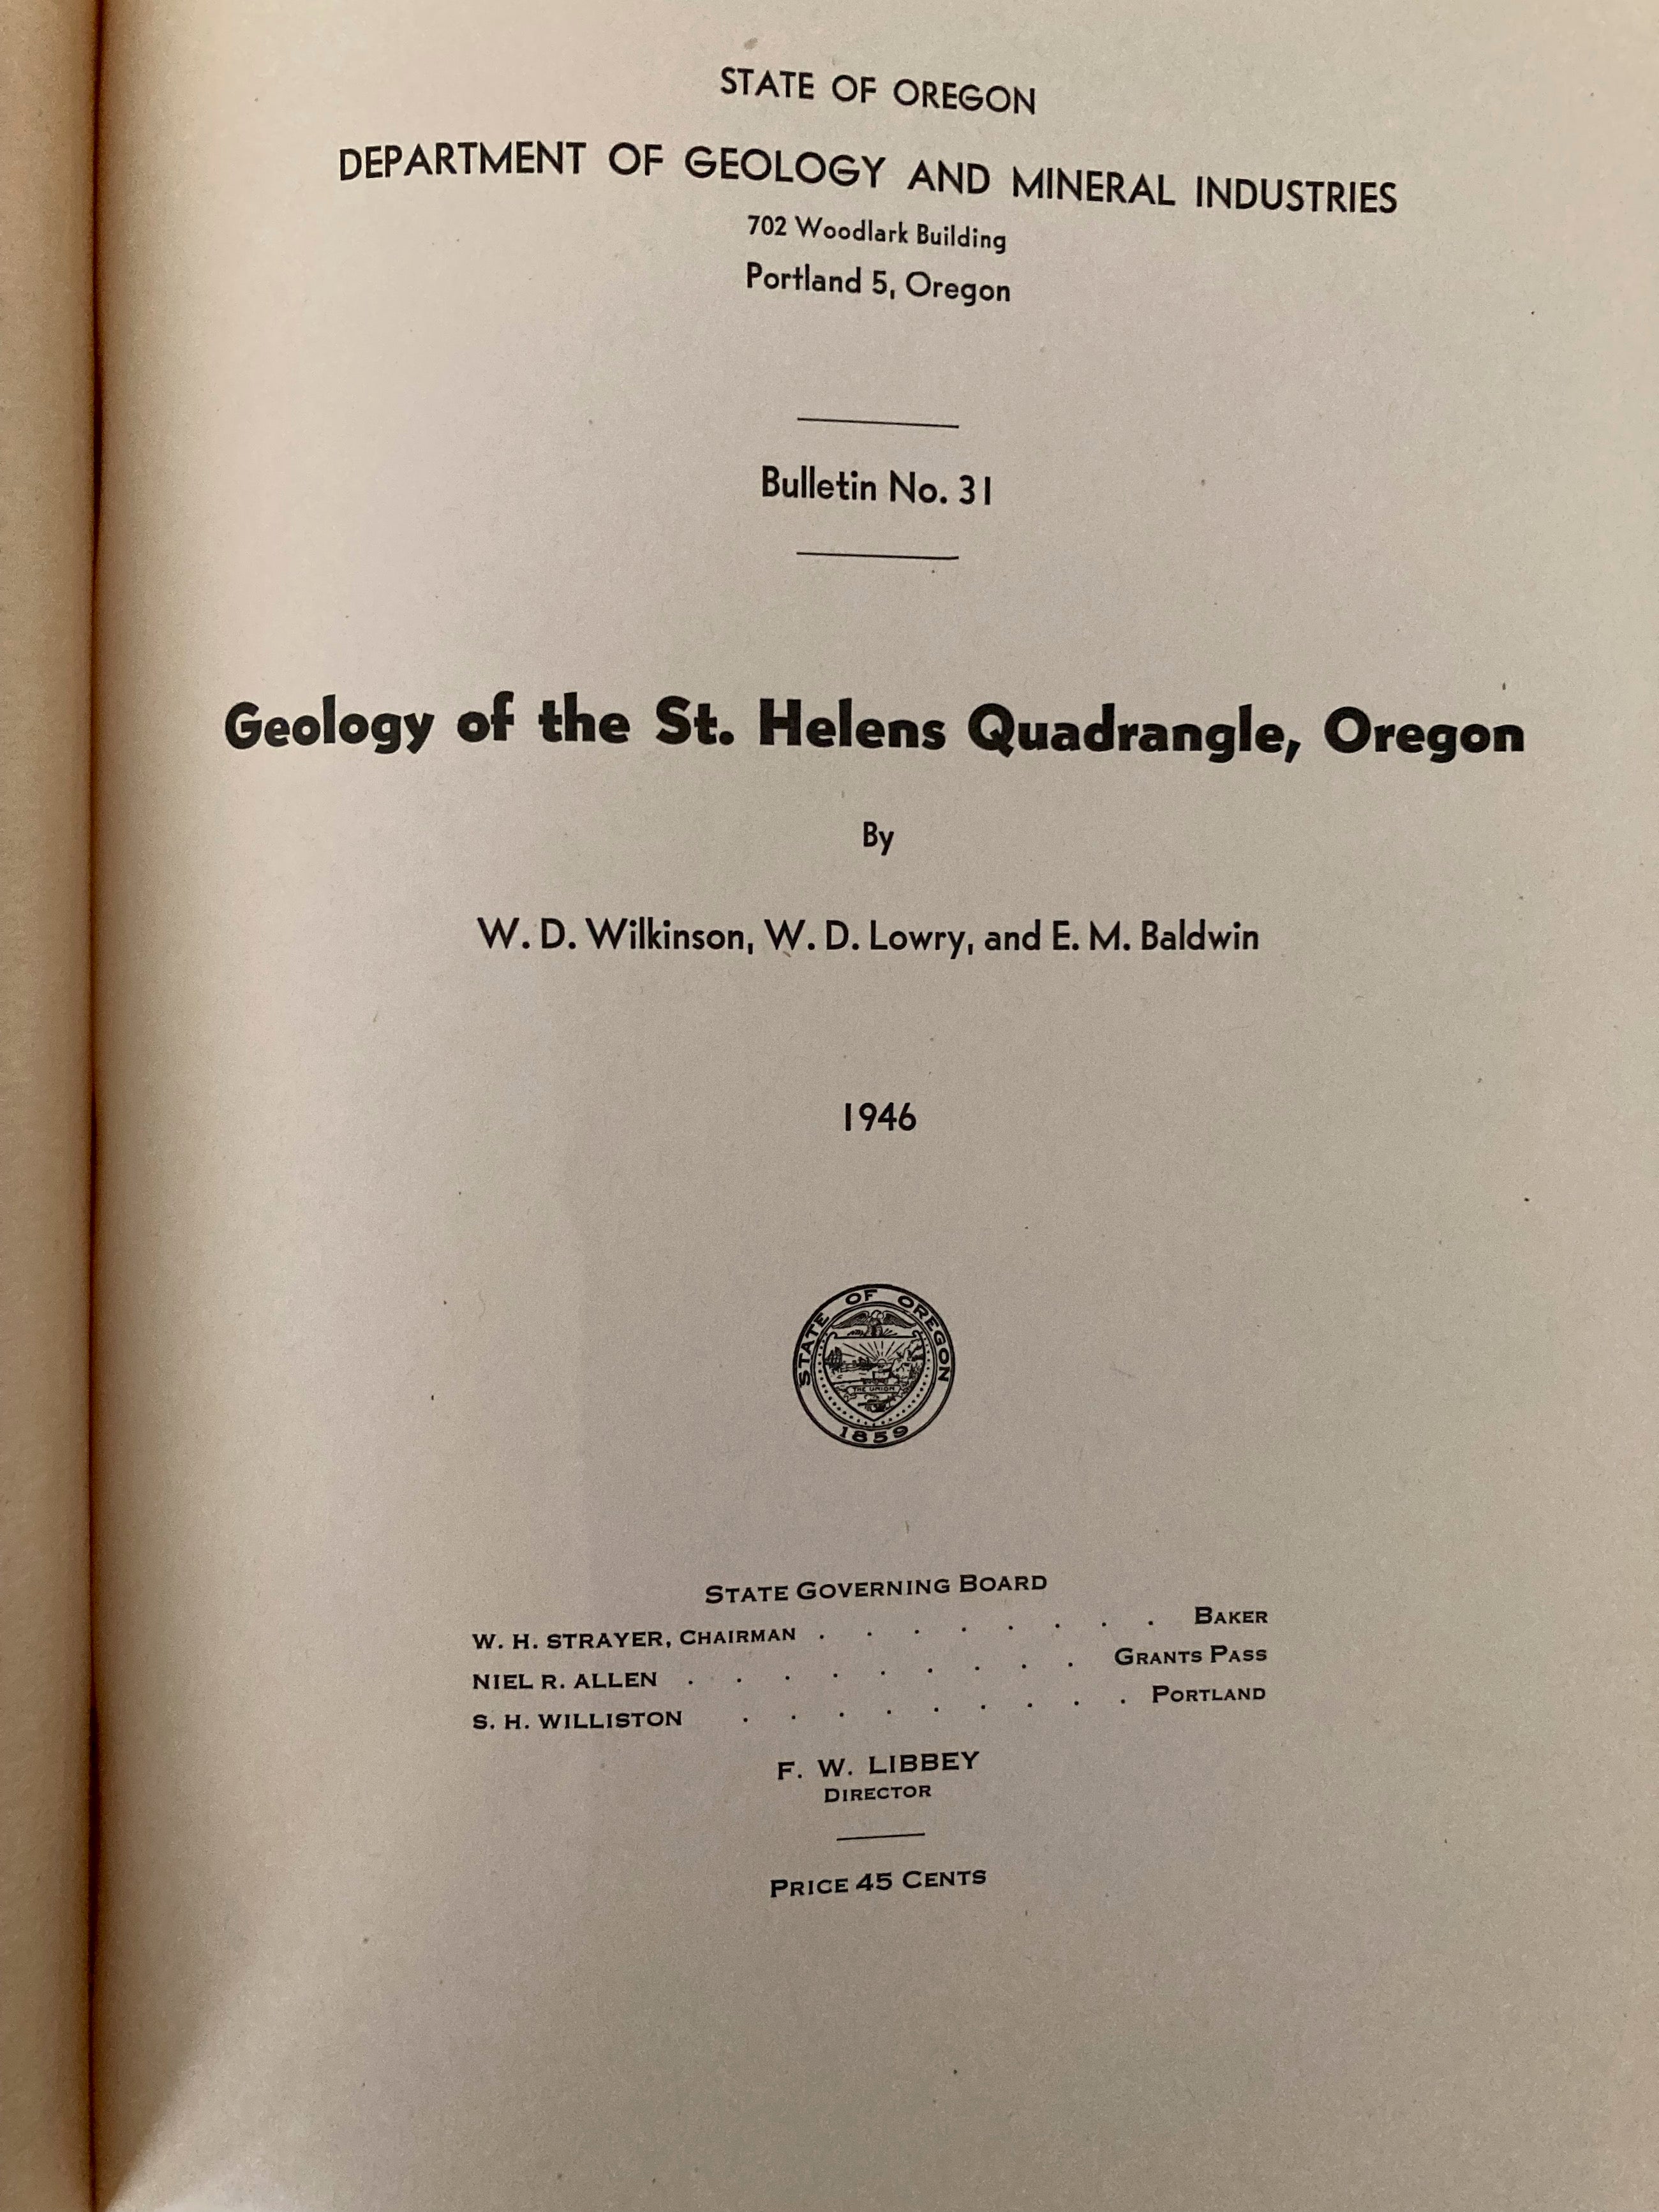 STATE OF OREGON
DEPARTMENT OF GEOLOGY AND MINERAL INDUSTRIES
702 Woodlark Building
Portland 5, Oregon
Bulletin No. 31
Geology of the St. Helens Quadrangle, Oregon
By
W. D. Wilkinson, W. D. Lowry, and E. M. Baldwin
1946
STATE OF OREGON
THE UNION
1859
STATE GOVERNING BOARD
W. H. STRAYER, CHAIRMAN . . . . . . . . BAKER
NIEL R. ALLEN . . . . . . . . . GRANTS PASS
S. H. WILLISTON . . . . . . . . . PORTLAND
F. W. LIBBEY
DIRECTOR
PRICE 45 CENTS